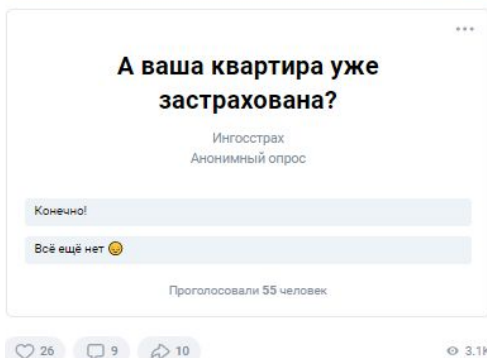 А ваша квартира уже
застрахована?
Ингосстрах
Анонимный опрос
Конечно!
Всё ещё нет 😞
Проголосовали 55 человек
26 9 10 3.1K